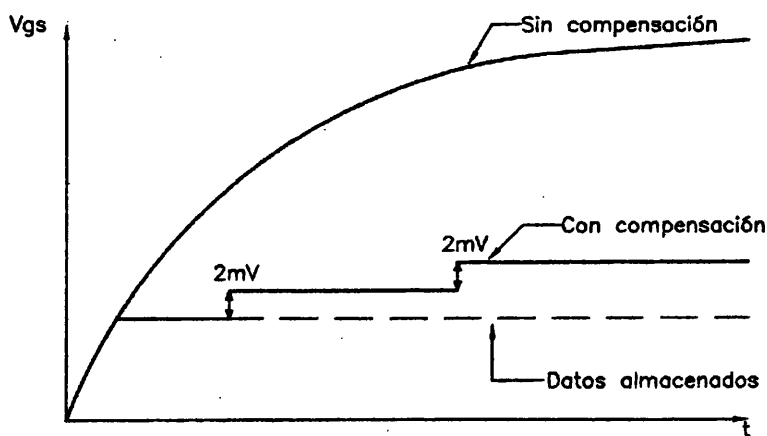 Vgs
Sin compensación
Con compensación
2mV
2mV
Datos almacenados
t